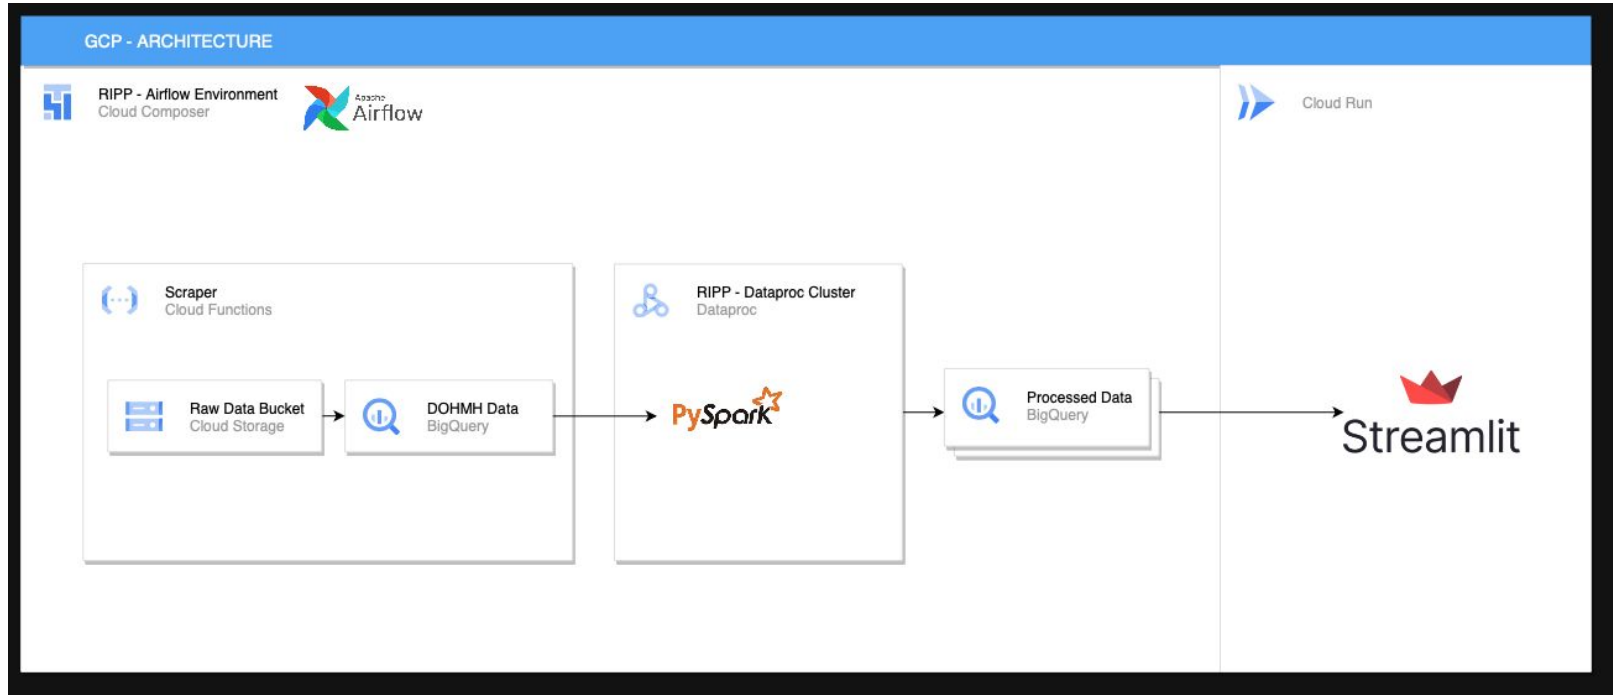 GCP - ARCHITECTURE
RIPP - Airflow Environment
Cloud Composer
Apache
Airflow
Cloud Run
Scraper
Cloud Functions
RIPP - Dataproc Cluster
Dataproc
Raw Data Bucket
Cloud Storage
DOHMH Data
BigQuery
PySpark
Processed Data
BigQuery
Streamlit